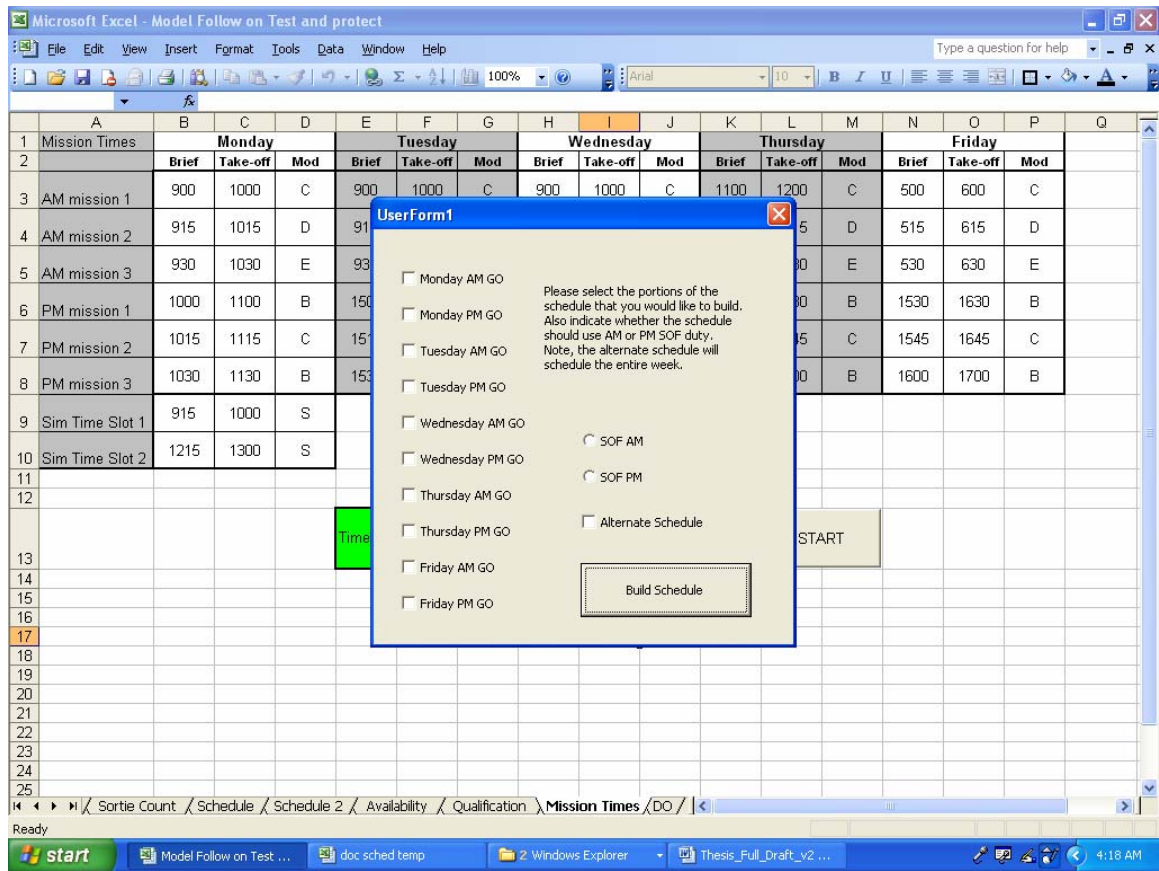 Microsoft Excel - Model Follow on Test and protect
File Edit View Insert Format Tools Data Window Help Type a question for help
100% Arial 10 B I U
fx
A B C D E F G H I J K L M N O P Q
1 Mission Times Monday Tuesday Wednesday Thursday Friday
2 Brief Take-off Mod Brief Take-off Mod Brief Take-off Mod Brief Take-off Mod Brief Take-off Mod
3 AM mission 1 900 1000 C 900 1000 C 900 1000 C 1100 1200 C 500 600 C
4 AM mission 2 915 1015 D 91 5 D 515 615 D
5 AM mission 3 930 1030 E 93 30 E 530 630 E
6 PM mission 1 1000 1100 B 150 00 B 1530 1630 B
7 PM mission 2 1015 1115 C 151 15 C 1545 1645 C
8 PM mission 3 1030 1130 B 153 30 B 1600 1700 B
9 Sim Time Slot 1 915 1000 S
10 Sim Time Slot 2 1215 1300 S
11
12
13 Time START
14
15
16
17
18
19
20
21
22
23
24
25
UserForm1
Monday AM GO
Monday PM GO
Tuesday AM GO
Tuesday PM GO
Wednesday AM GO
Wednesday PM GO
Thursday AM GO
Thursday PM GO
Friday AM GO
Friday PM GO
Please select the portions of the
schedule that you would like to build.
Also indicate whether the schedule
should use AM or PM SOF duty.
Note, the alternate schedule will
schedule the entire week.
SOF AM
SOF PM
Alternate Schedule
Build Schedule
Sortie Count Schedule Schedule 2 Availability Qualification Mission Times DO
Ready
start Model Follow on Test ... doc sched temp 2 Windows Explorer Thesis_Full_Draft_v2 ... 4:18 AM